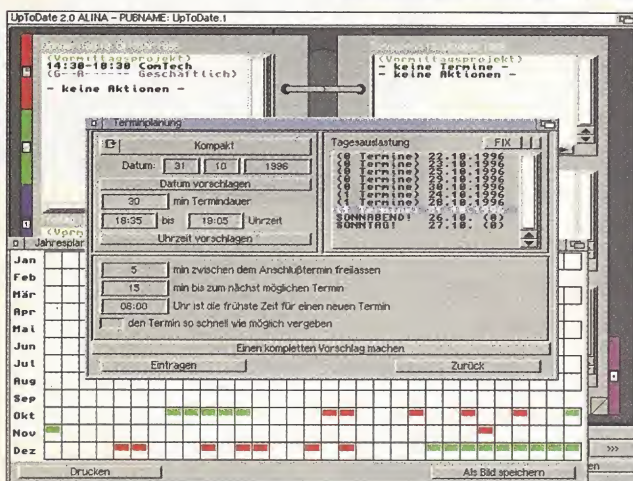 UpToDate 2.0 ALINA – PUBNAME: UpToDate.1
(Vormittagsprojekt)
14:30-18:30 ComTech
(G--A------ Geschäftlich)
- keine Aktionen -
(Vormittagsprojekt)
- keine Termine -
- keine Aktionen -
Terminplanung
Kompakt
Datum: 31 10 1996
Datum vorschlagen
30 min Termindauer
18:35 bis 19:05 Uhrzeit
Uhrzeit vorschlagen
Tagesauslastung FIX
(0 Termine) 22.10.1996
(0 Termine)
(0 Termine) 25.10.1996
(0 Termine) 29.10.1996
(0 Termine) 30.10.1996
(1 Termine) 24.10.1996
(1 Termine) 28.10.1996
SONNABEND! 26.10.
SONNTAG! 27.10. (0)
5 min zwischen dem Anschlußtermin freilassen
15 min bis zum nächst möglichen Termin
08:00 Uhr ist die frühste Zeit für einen neuen Termin
den Termin so schnell wie möglich vergeben
Einen kompletten Vorschlag machen
Eintragen Zurück
Jahresplan
Jan
Feb
Mär
Apr
Mai
Jun
Jul
Aug
Sep
Okt
Nov
Dez
Drucken Als Bild speichern
>>>
en